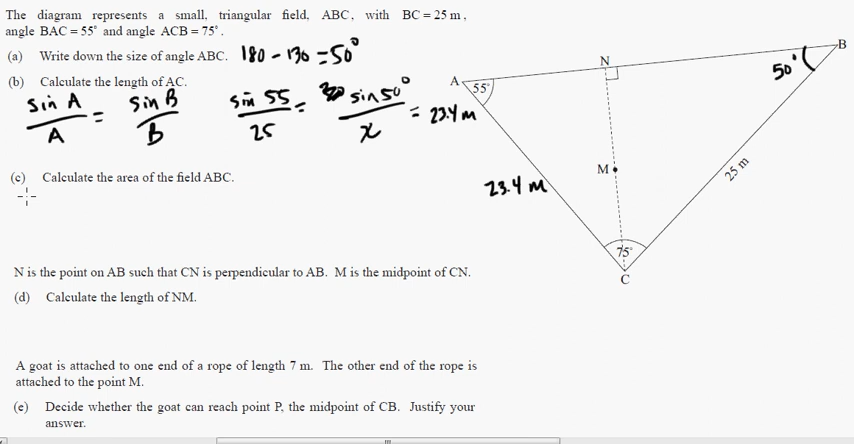 The diagram represents a small, triangular field, ABC, with BC = 25 m,
angle BAC = 55° and angle ACB = 75°.
(a) Write down the size of angle ABC. 180 - 130 = 50°
(b) Calculate the length of AC.
sin A / A = sin B / B   sin 55 / 25 = sin 50° / x = 23.4 m
(c) Calculate the area of the field ABC.
N is the point on AB such that CN is perpendicular to AB. M is the midpoint of CN.
(d) Calculate the length of NM.
A goat is attached to one end of a rope of length 7 m. The other end of the rope is
attached to the point M.
(e) Decide whether the goat can reach point P, the midpoint of CB. Justify your
answer.
B
N
50°
A
55°
M
25 m
23.4 m
75°
C